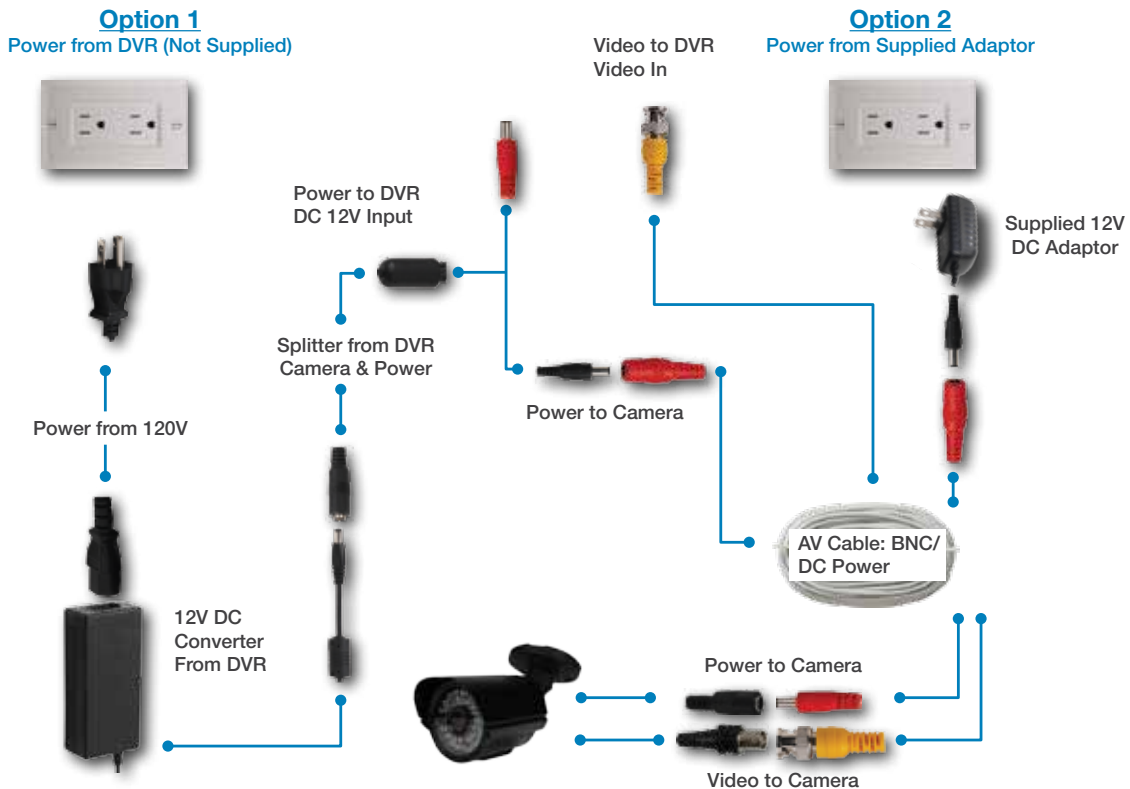 Option 1
Power from DVR (Not Supplied)
Option 2
Power from Supplied Adaptor
Video to DVR
Video In
Power to DVR
DC 12V Input
Supplied 12V
DC Adaptor
Splitter from DVR
Camera & Power
Power to Camera
Power from 120V
AV Cable: BNC/
DC Power
12V DC
Converter
From DVR
Power to Camera
Video to Camera